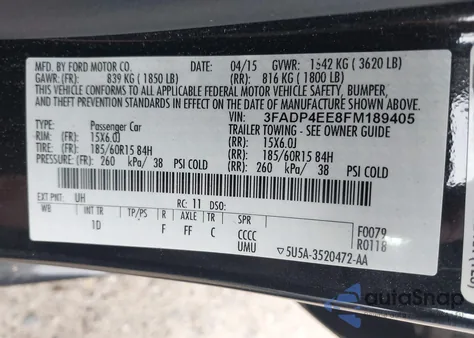 MFD. BY FORD MOTOR CO. DATE: 04/15 GVWR: 1642 KG ( 3620 LB)
GAWR: (FR): 839 KG ( 1850 LB) (RR): 816 KG ( 1800 LB)
THIS VEHICLE CONFORMS TO ALL APPLICABLE FEDERAL MOTOR VEHICLE SAFETY, BUMPER,
AND THEFT PREVENTION STANDARDS IN EFFECT ON THE DATE OF MANUFACTURE SHOWN ABOVE.
VIN: 3FADP4EE8FM189405
TYPE: Passenger Car TRAILER TOWING - SEE OWNER GUIDE
RIM: (FR): 15X6.0J (RR): 15X6.0J
TIRE: (FR): 185/60R15 84H (RR): 185/60R15 84H
PRESSURE: (FR): 260 kPa/ 38 PSI COLD (RR): 260 kPa/ 38 PSI COLD
EXT PNT: UH RC: 11 DSO:
WB INT TR TP/PS R AXLE TR SPR
1D F FF C CCCC
UMU
F0079
R0118
▽5U5A-3520472-AA
autoSnap